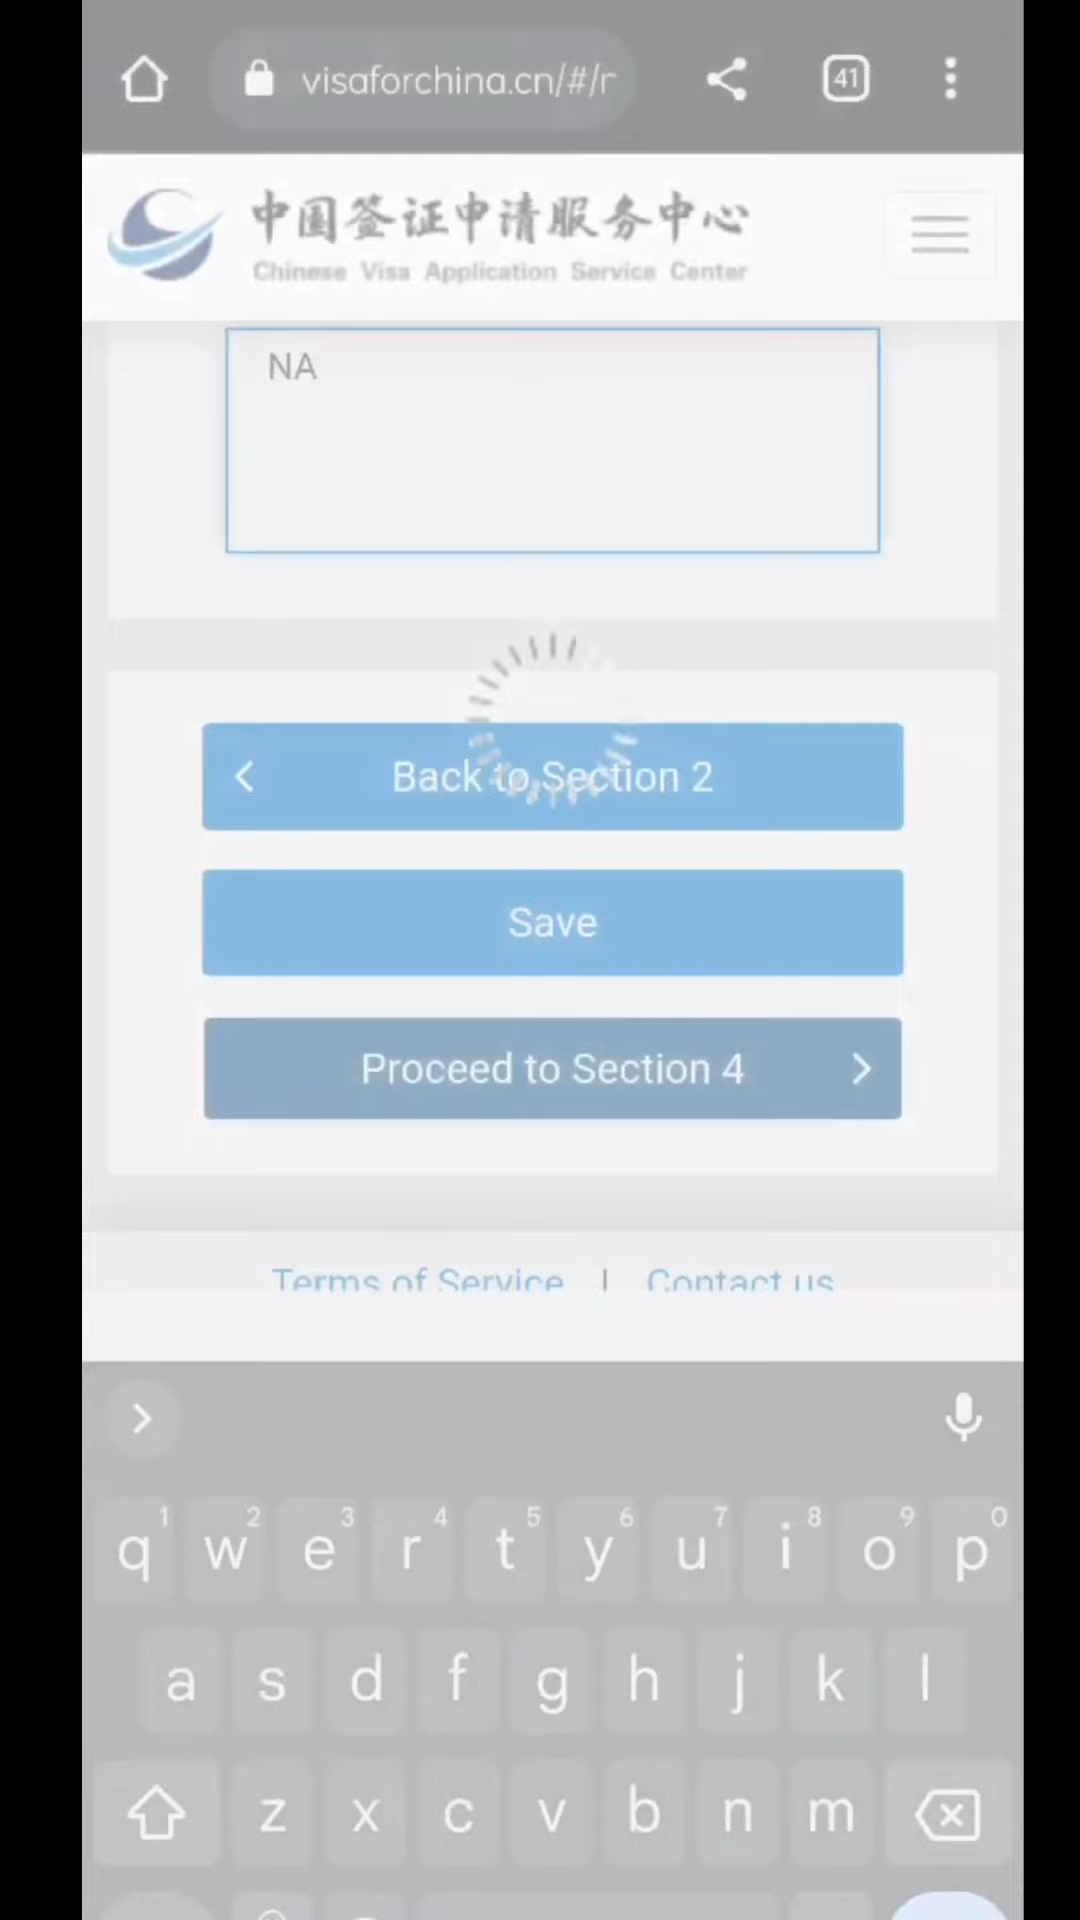 visaforchina.cn/#/r
41
中国签证申请服务中心
Chinese Visa Application Service Center
NA
Back to Section 2
Save
Proceed to Section 4
Terms of Service | Contact us
1 2 3 4 5 6 7 8 9 0
q w e r t y u i o p
a s d f g h j k l
z x c v b n m